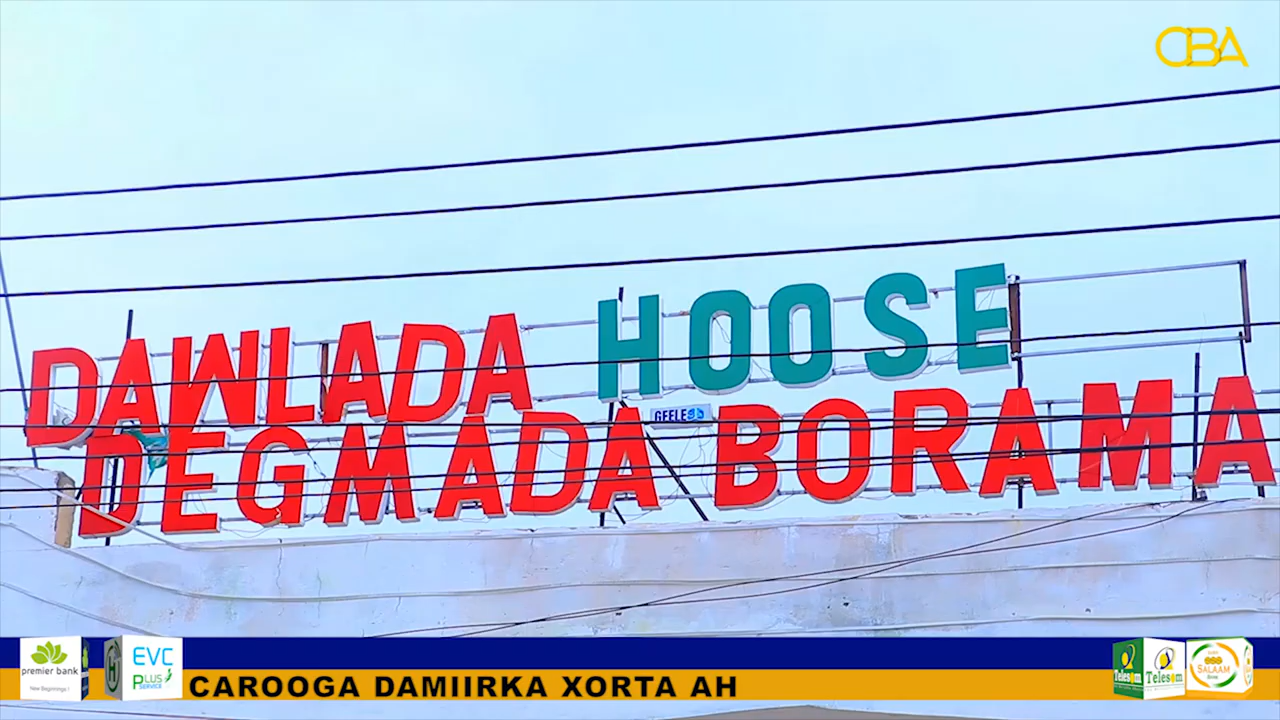 CBA
DAWLADA HOOSE
GEELE
DEGMADA BORAMA
premier bank
New Beginnings !
EVC
PLUS
SERVICE
CAROOGA DAMIIRKA XORTA AH
Telesom
Telesom
SALAAM